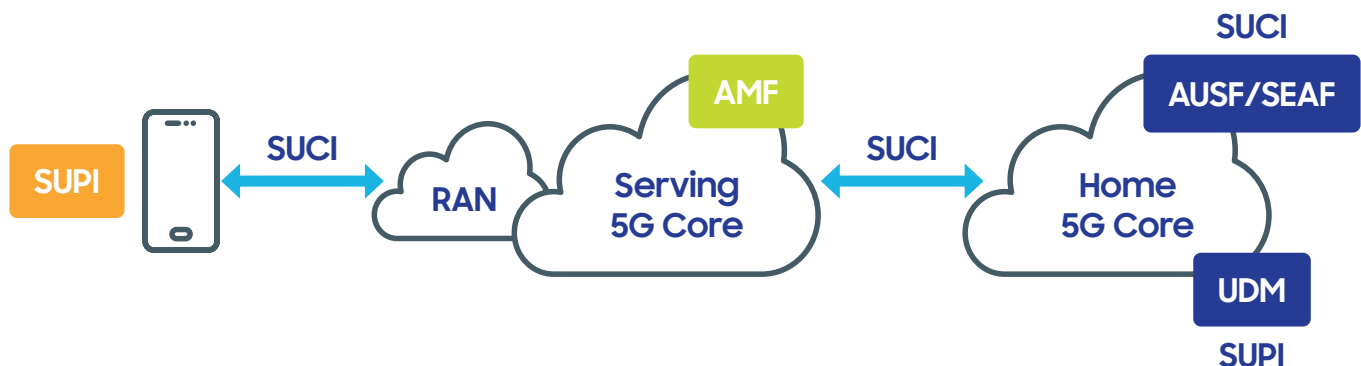 SUCI
AUSF/SEAF
AMF
SUCI
SUCI
SUPI
RAN
Serving
5G Core
Home
5G Core
UDM
SUPI